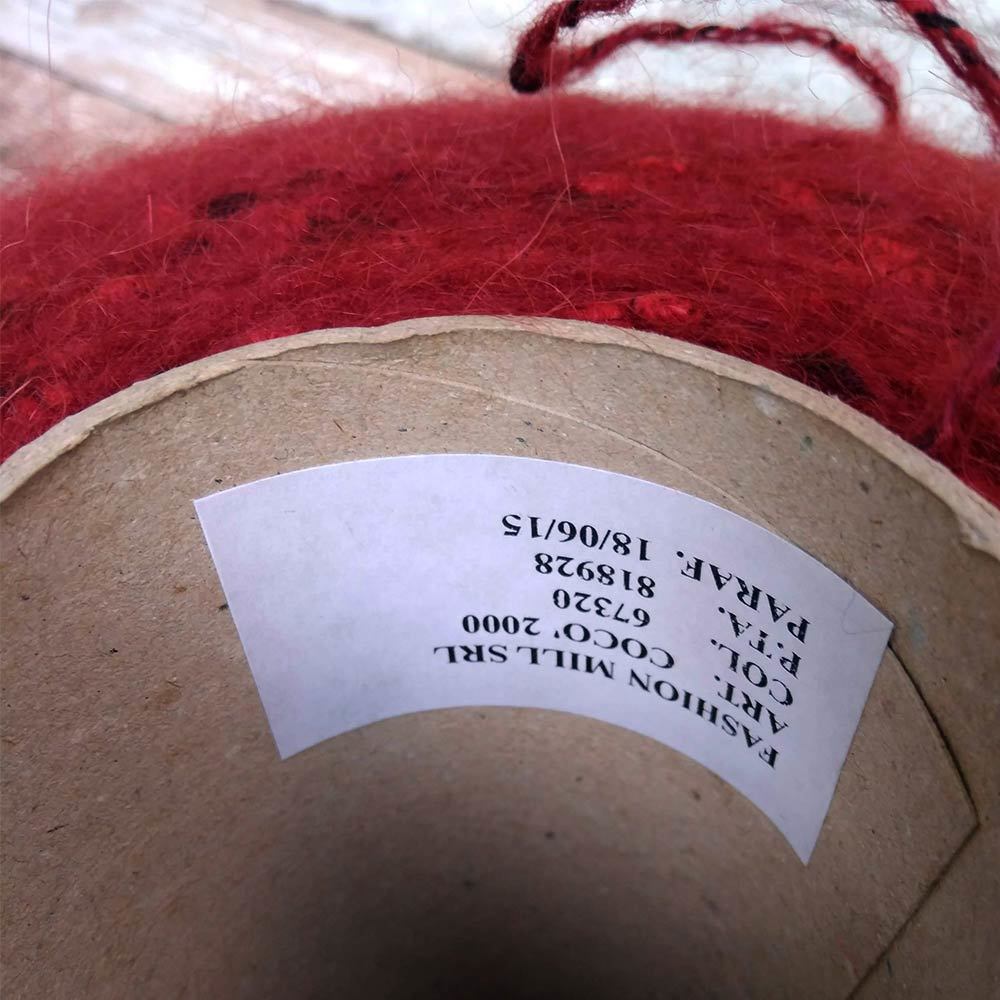 FASHION MILL SRL
ART. COCO' 2000
COL. 67320
P.TA. 818928
PARAF. 18/06/15